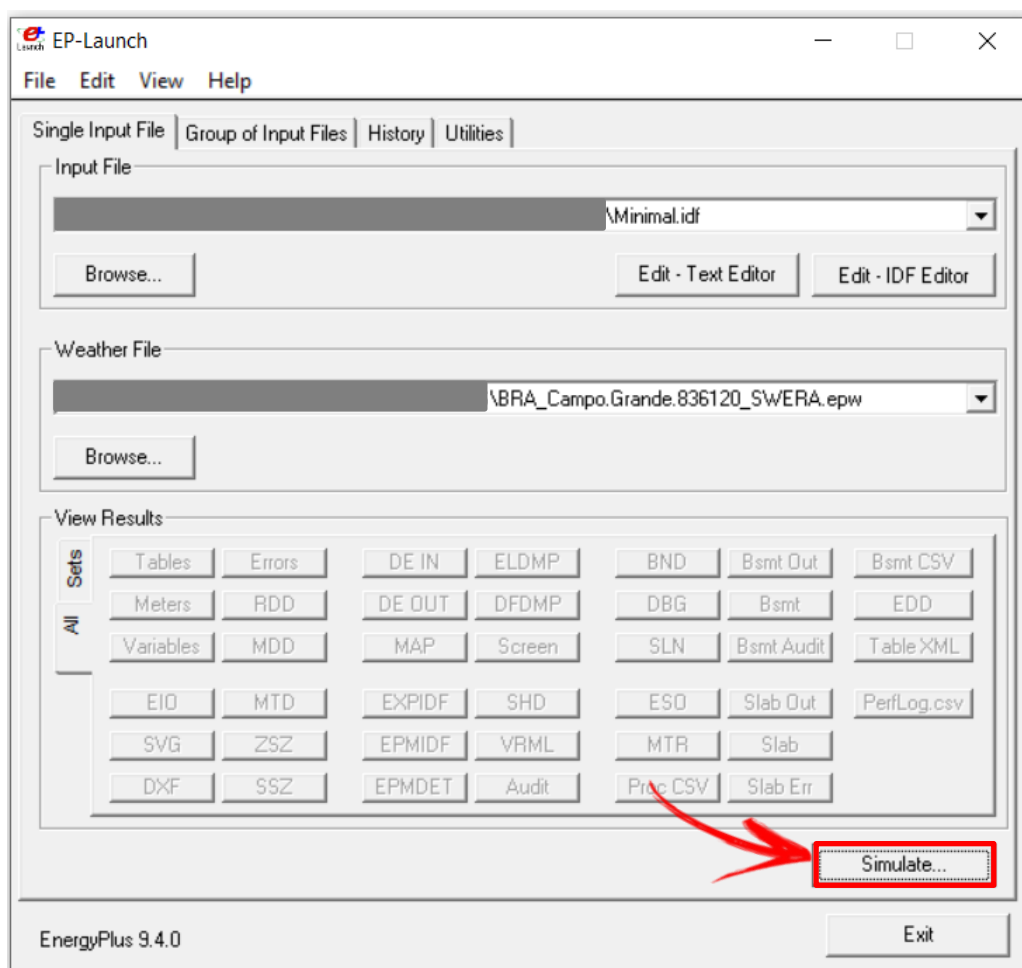 EP-Launch
File Edit View Help
Single Input File Group of Input Files History Utilities
Input File
\Minimal.idf
Browse... Edit - Text Editor Edit - IDF Editor
Weather File
\BRA_Campo.Grande.836120_SWERA.epw
Browse...
View Results
Sets
All
Tables Errors DE IN ELDMP BND Bsmt Out Bsmt CSV
Meters RDD DE OUT DFDMP DBG Bsmt EDD
Variables MDD MAP Screen SLN Bsmt Audit Table XML
EIO MTD EXPIDF SHD ESO Slab Out PerfLog.csv
SVG ZSZ EPMIDF VRML MTR Slab
DXF SSZ EPMDET Audit Proc CSV Slab Err
Simulate...
EnergyPlus 9.4.0 Exit